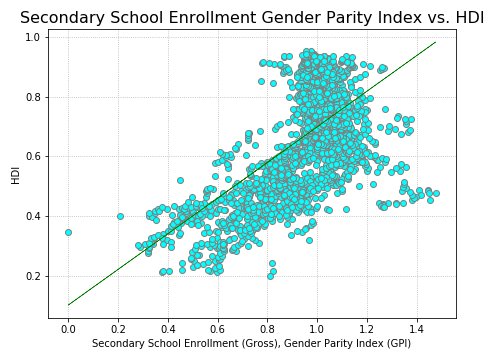 Secondary School Enrollment Gender Parity Index vs. HDI
1.0
0.8
0.6
0.4
0.2
HDI
0.0 0.2 0.4 0.6 0.8 1.0 1.2 1.4
Secondary School Enrollment (Gross), Gender Parity Index (GPI)